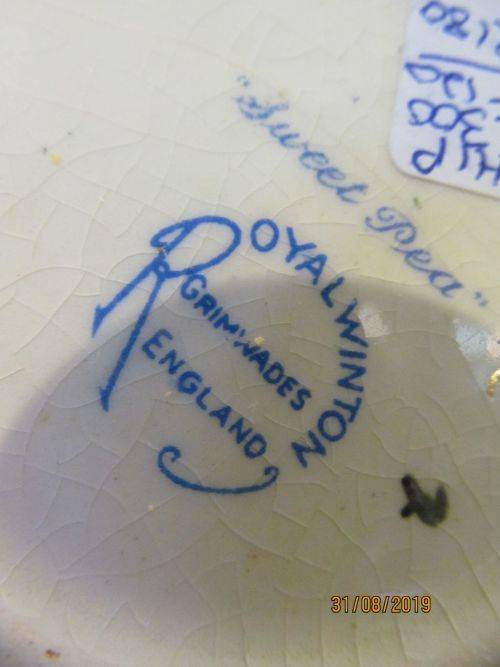 "Sweet Pea"
ROYAL WINTON
GRIMWADES
ENGLAND
31/08/2019